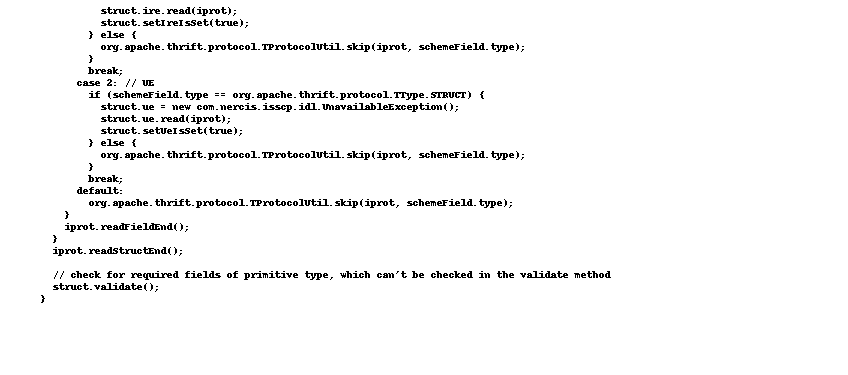 struct.ire.read(iprot);
struct.setIreIsSet(true);
} else {
org.apache.thrift.protocol.TProtocolUtil.skip(iprot, schemeField.type);
}
break;
case 2: // UE
if (schemeField.type == org.apache.thrift.protocol.TType.STRUCT) {
struct.ue = new com.nercis.isscp.idl.UnavailableException();
struct.ue.read(iprot);
struct.setUeIsSet(true);
} else {
org.apache.thrift.protocol.TProtocolUtil.skip(iprot, schemeField.type);
}
break;
default:
org.apache.thrift.protocol.TProtocolUtil.skip(iprot, schemeField.type);
}
iprot.readFieldEnd();
}
iprot.readStructEnd();
// check for required fields of primitive type, which can't be checked in the validate method
struct.validate();
}